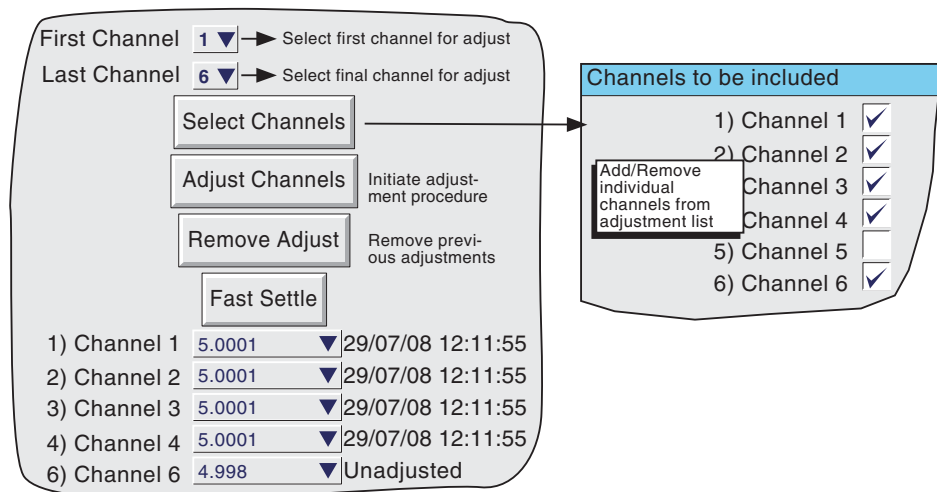 First Channel 1 Select first channel for adjust
Last Channel 6 Select final channel for adjust
Select Channels
Adjust Channels
Initiate adjust-
ment procedure
Remove Adjust
Remove previ-
ous adjustments
Fast Settle
1) Channel 1 5.0001 29/07/08 12:11:55
2) Channel 2 5.0001 29/07/08 12:11:55
3) Channel 3 5.0001 29/07/08 12:11:55
4) Channel 4 5.0001 29/07/08 12:11:55
6) Channel 6 4.998 Unadjusted
Channels to be included
1) Channel 1
2) Channel 2
Channel 3
Channel 4
5) Channel 5
6) Channel 6
Add/Remove
individual
channels from
adjustment list